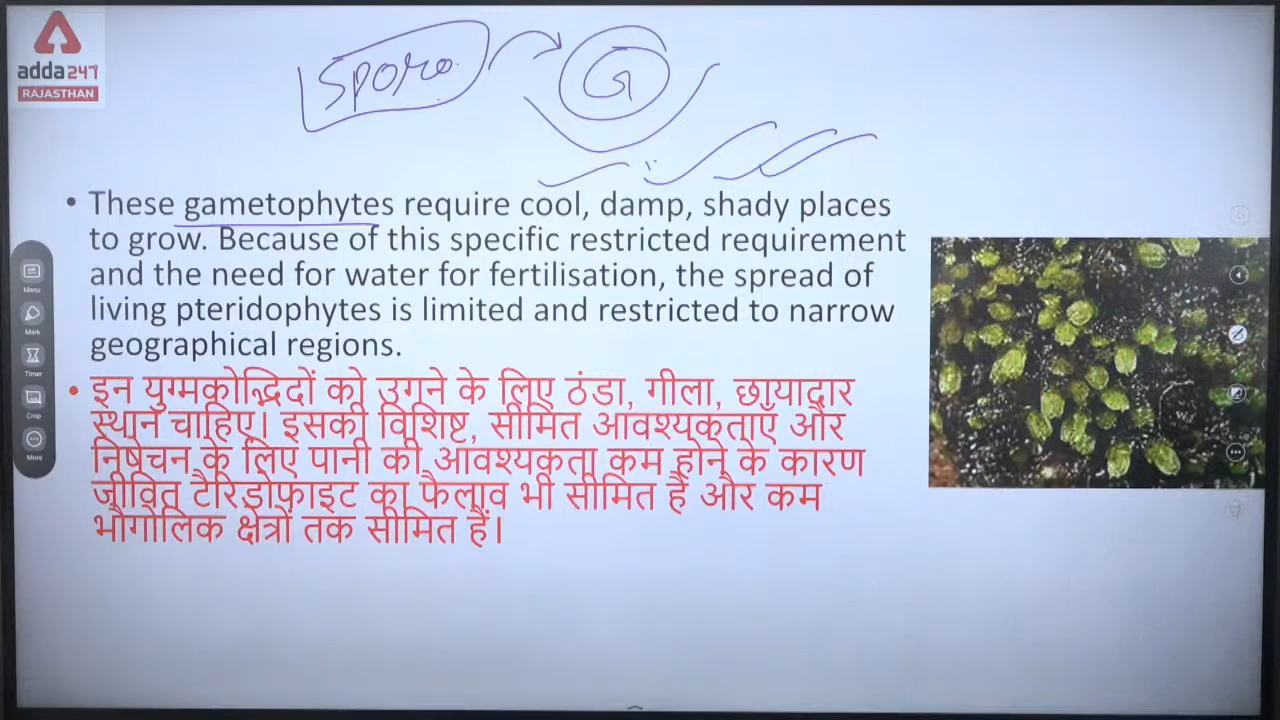 adda247
RAJASTHAN
Sporo
G
• These gametophytes require cool, damp, shady places
to grow. Because of this specific restricted requirement
and the need for water for fertilisation, the spread of
living pteridophytes is limited and restricted to narrow
geographical regions.
• इन युग्मकोद्भिदों को उगने के लिए ठंडा, गीला, छायादार
स्थान चाहिए। इसकी विशिष्ट, सीमित आवश्यकताएँ और
निषेचन के लिए पानी की आवश्यकता कम होने के कारण
जीवित टैरिडोफ़ाइट का फैलाव भी सीमित हैं और कम
भौगोलिक क्षेत्रों तक सीमित हैं।
Menu
Mark
Timer
Crop
More